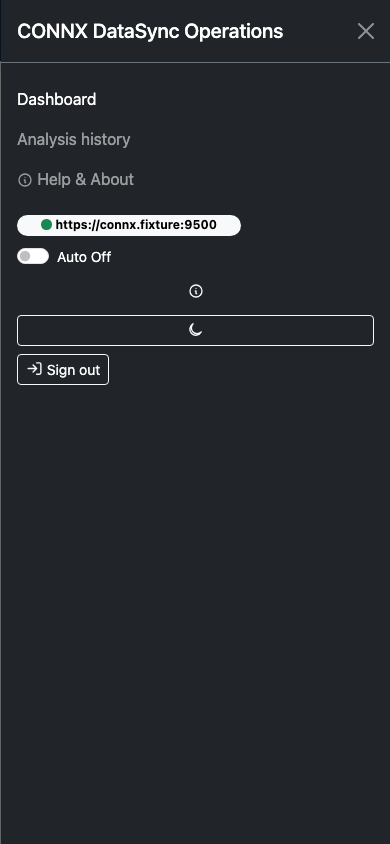 CONNX DataSync Operations
Dashboard
Analysis history
Help & About
https://connx.fixture:9500
Auto Off
Sign out